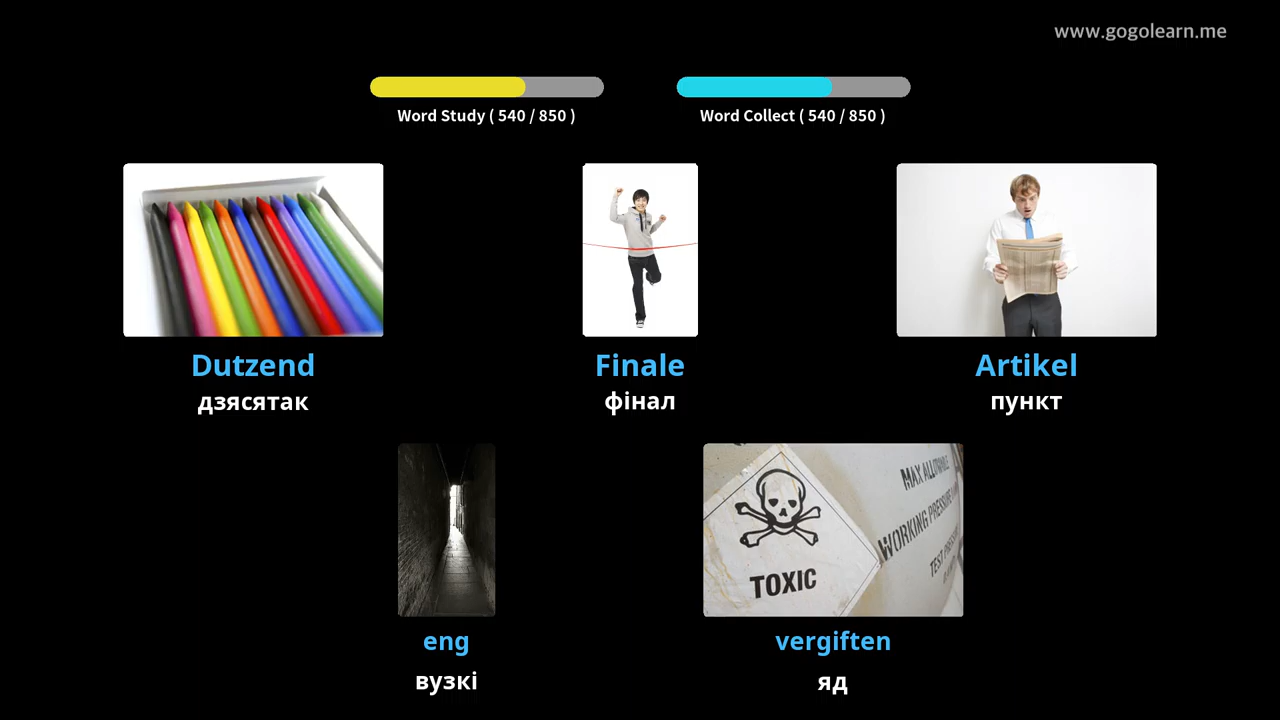 www.gogolearn.me
Word Study ( 540 / 850 )
Word Collect ( 540 / 850 )
Dutzend
дзясятак
Finale
фінал
Artikel
пункт
TOXIC
MAX ALLOWABLE
WORKING PRESSURE
TEST
eng
вузкі
vergiften
яд